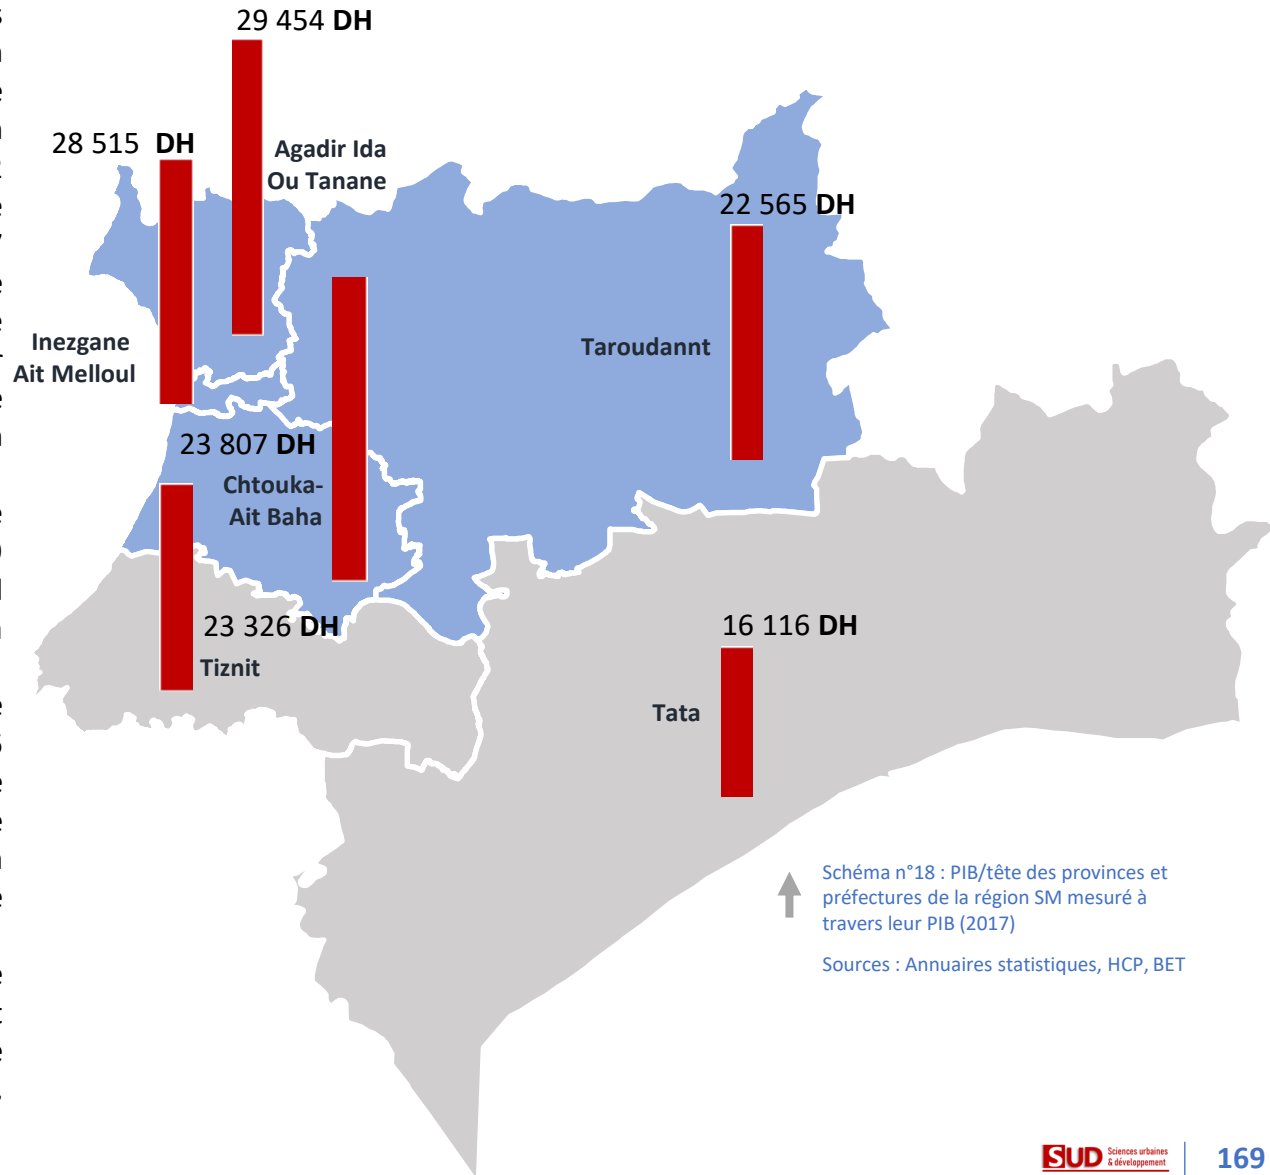 29 454 DH
28 515 DH
Agadir Ida
Ou Tanane
22 565 DH
Inezgane
Ait Melloul
Taroudannt
23 807 DH
Chtouka-
Ait Baha
23 326 DH
Tiznit
16 116 DH
Tata
Schéma n°18 : PIB/tête des provinces et
préfectures de la région SM mesuré à
travers leur PIB (2017)
Sources : Annuaires statistiques, HCP, BET
SUD Sciences urbaines
& développement
169